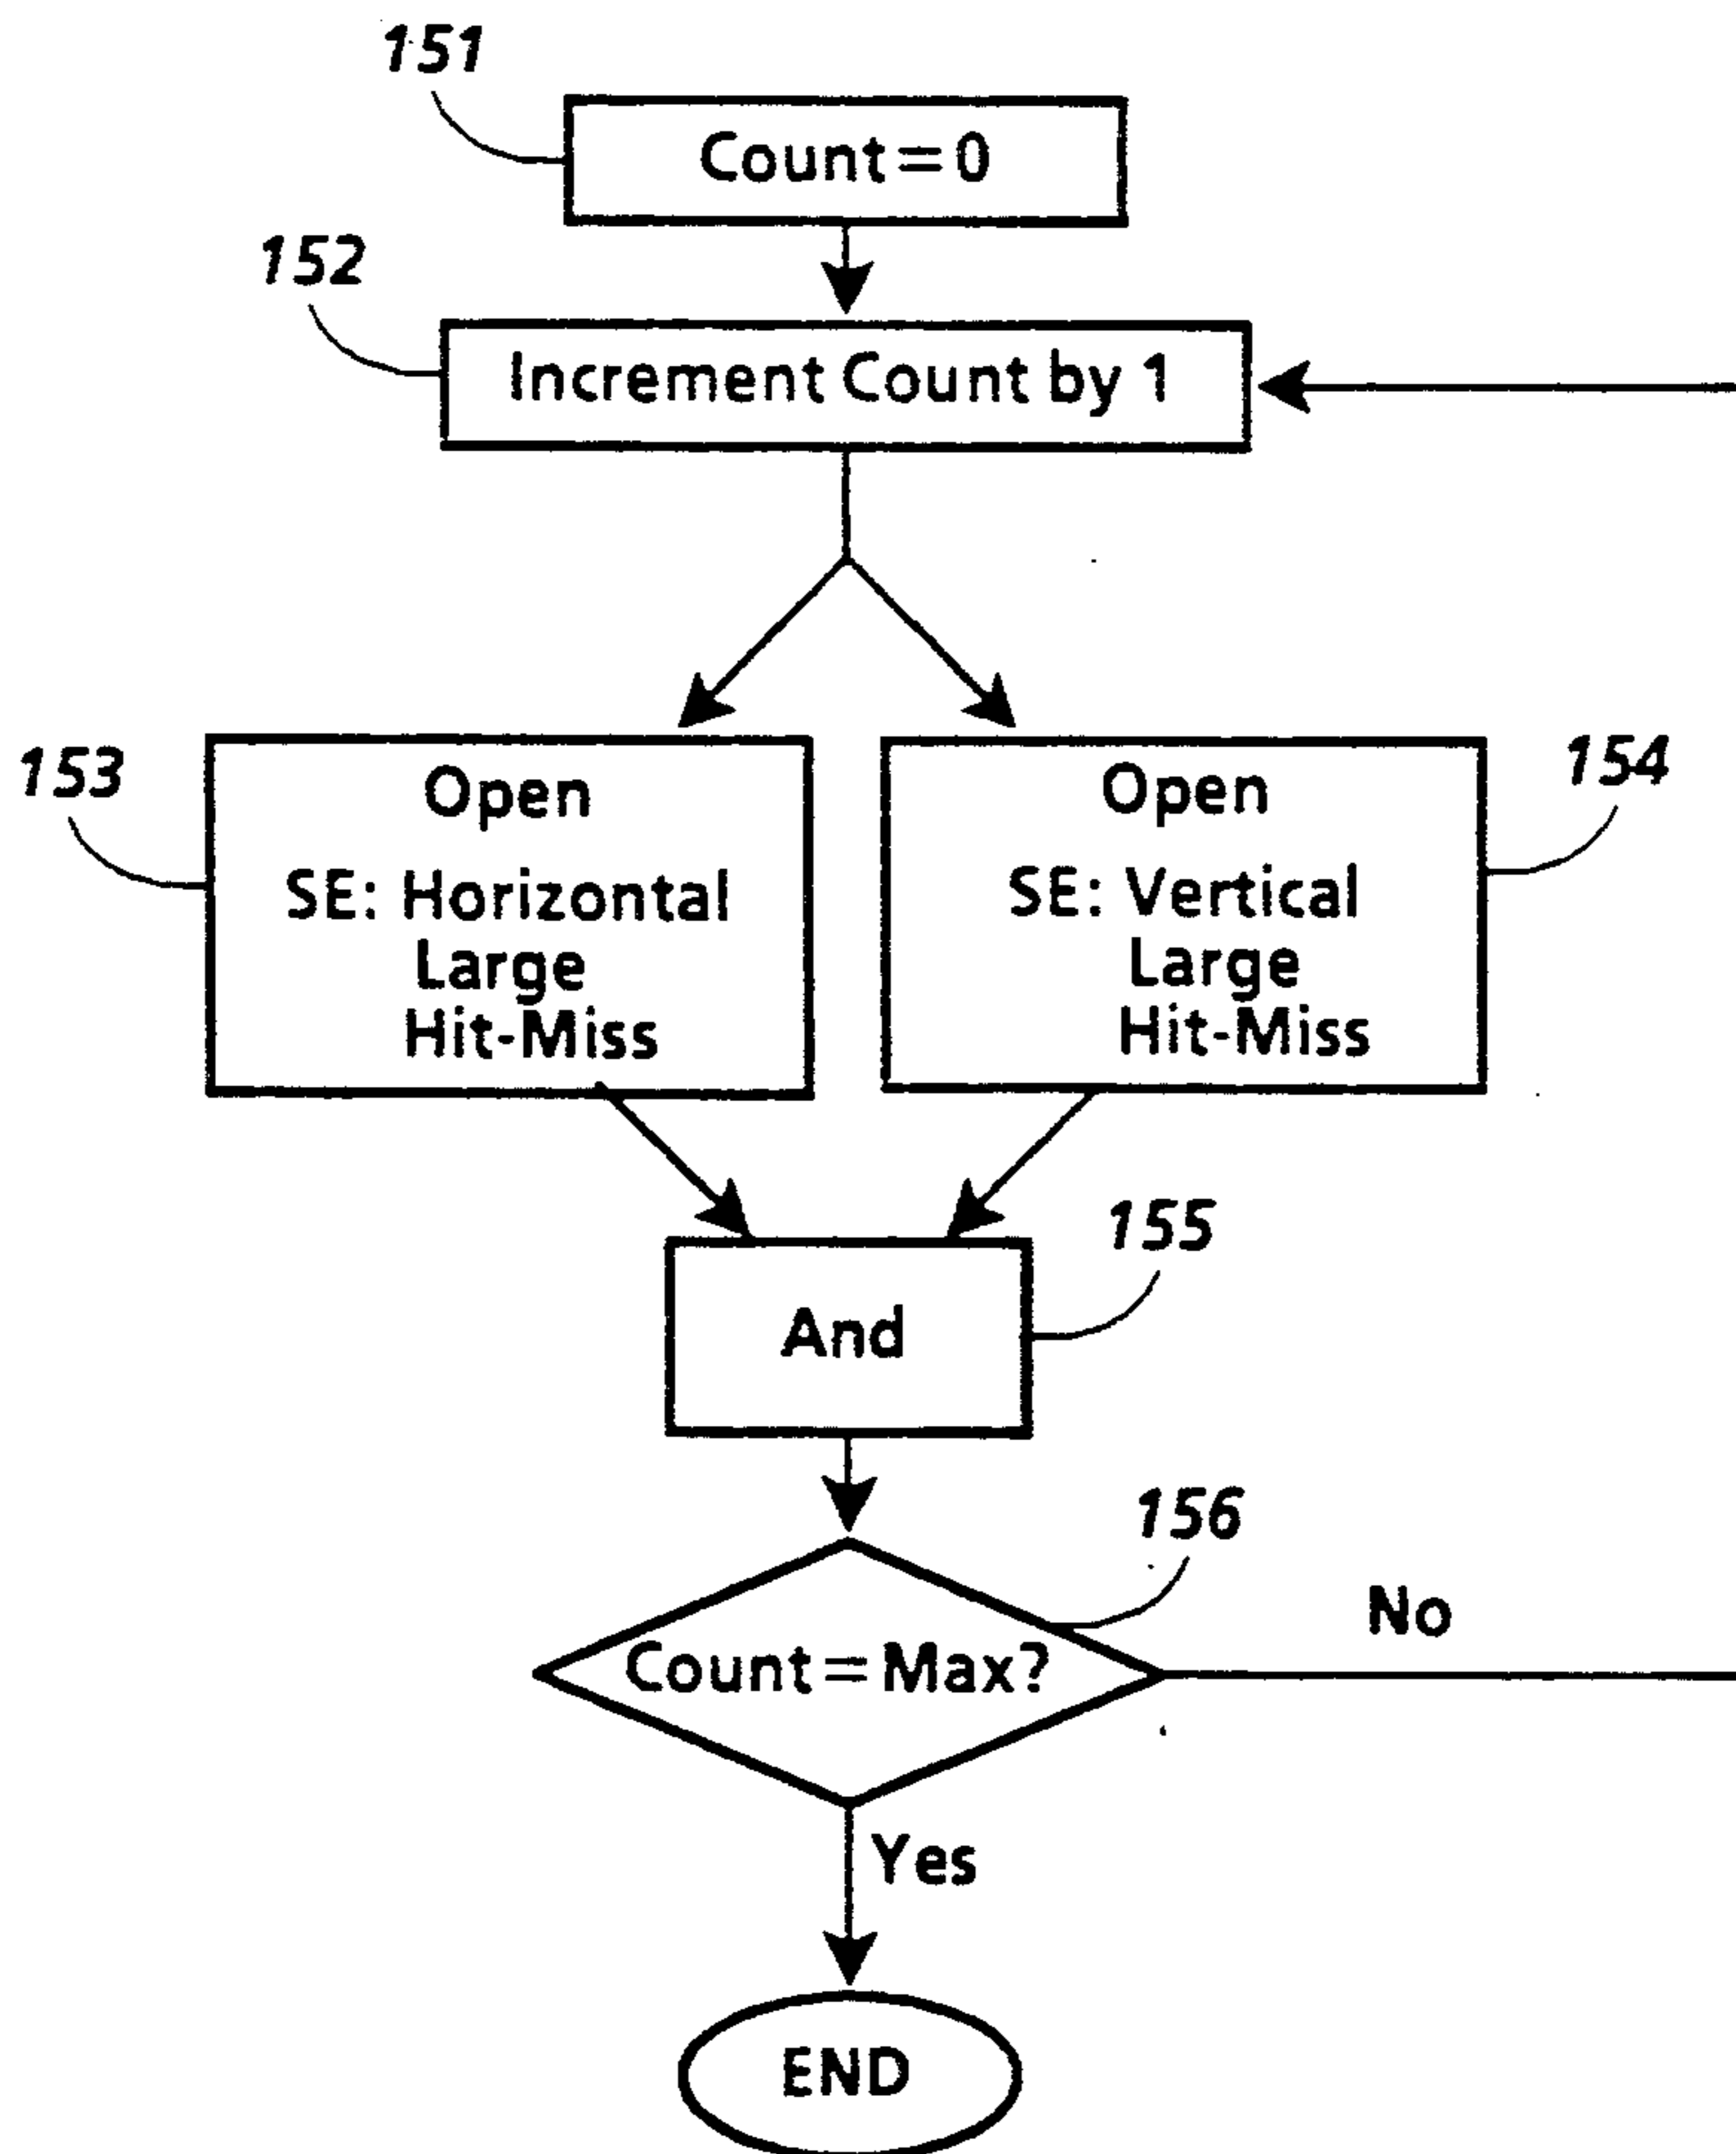 151
Count=0
152
Increment Count by 1
153
Open
SE: Horizontal
Large
Hit-Miss
154
Open
SE: Vertical
Large
Hit-Miss
155
And
156
Count=Max?
No
Yes
END